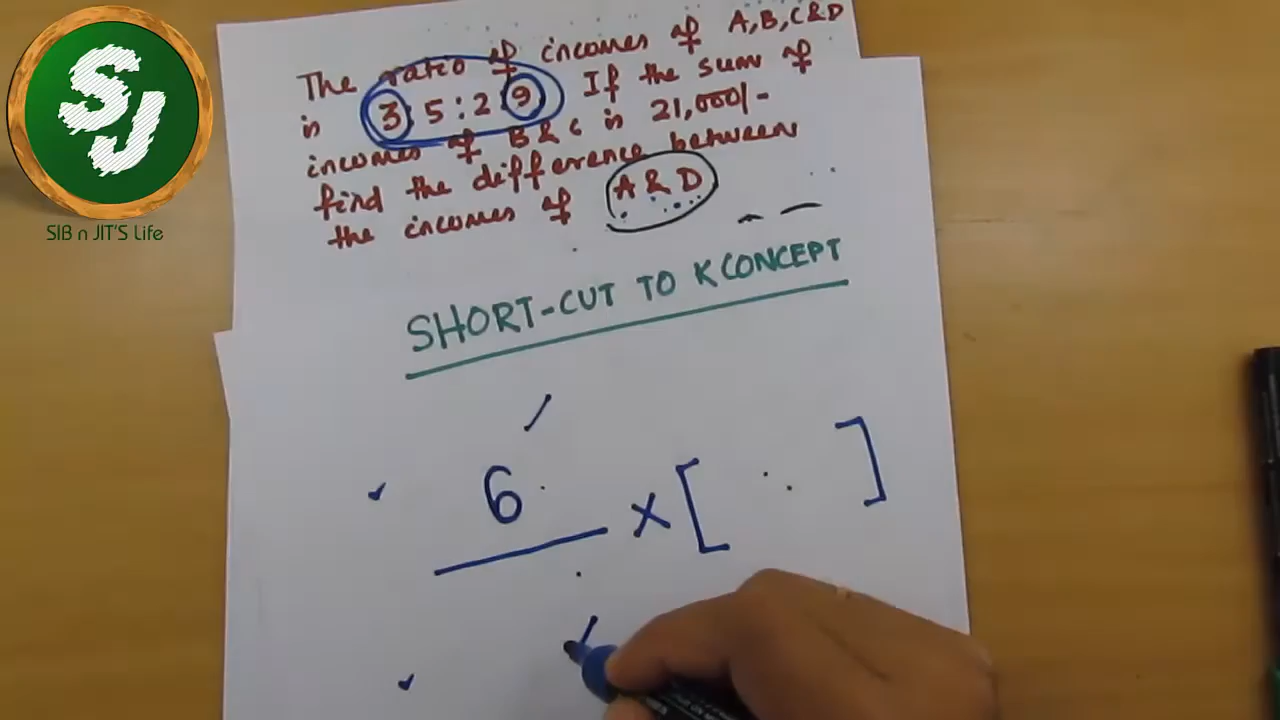 SJ
SIB n JIT'S Life
The ratio of incomes of A, B, C & D
is 3 : 5 : 2 : 9 If the sum of
incomes of B & C is 21,000/-
find the difference between
the incomes of A & D
SHORT-CUT TO K CONCEPT
6
× [ ]